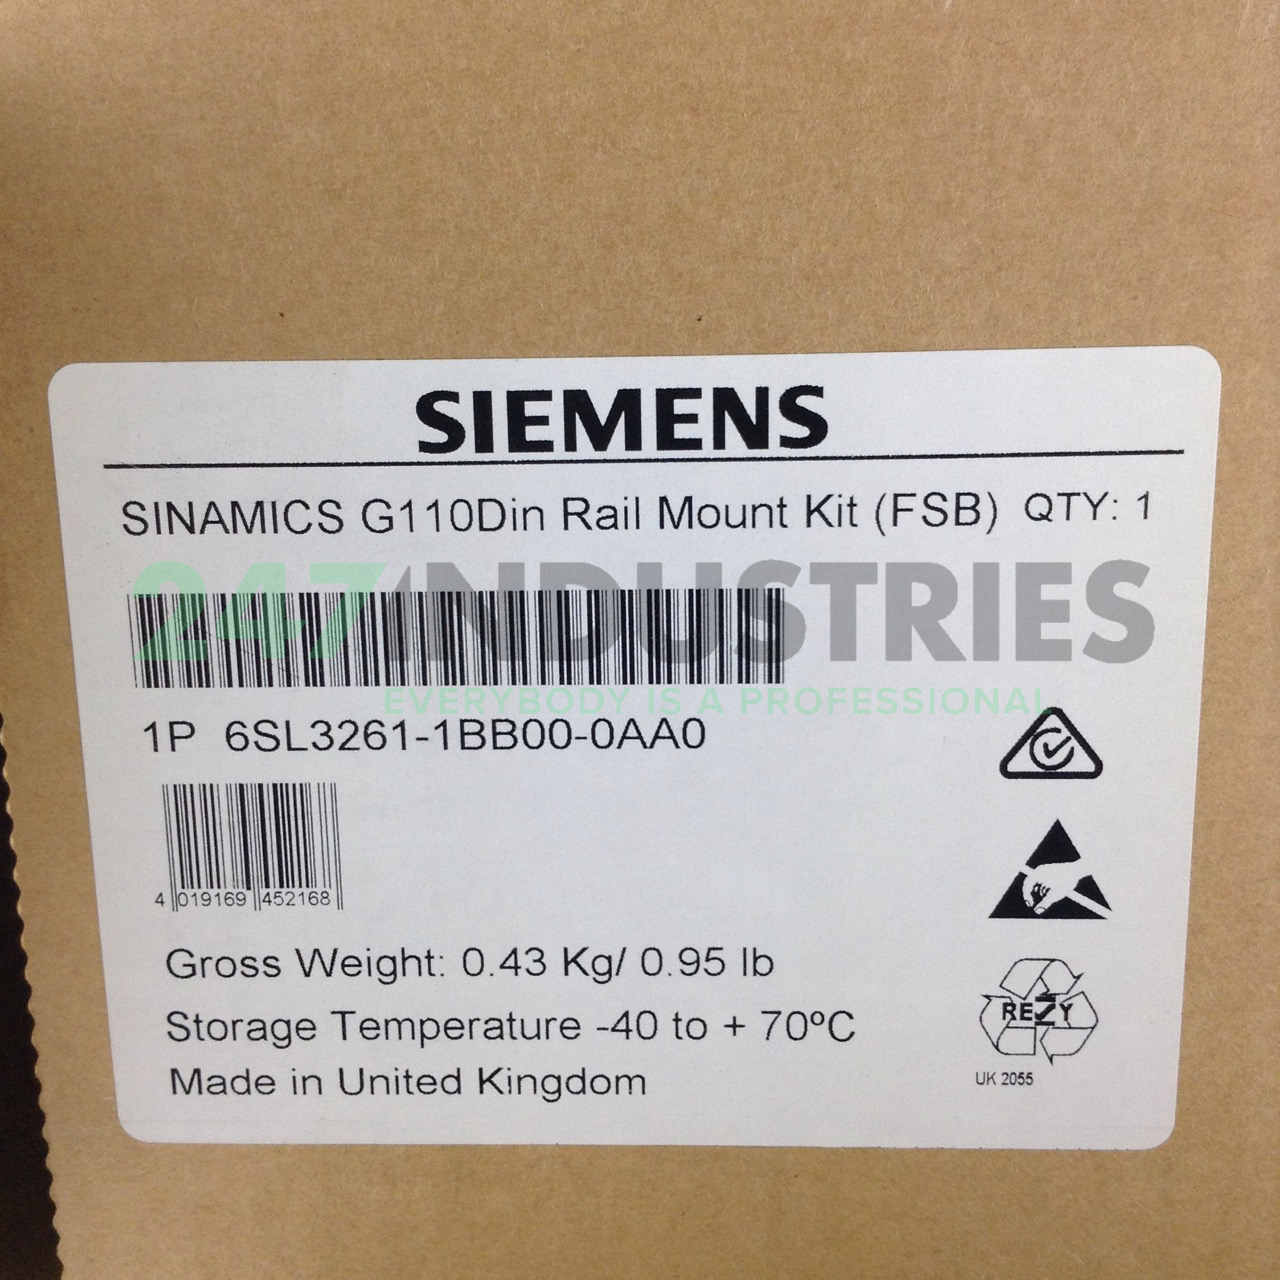 SIEMENS
SINAMICS G110Din Rail Mount Kit (FSB) QTY: 1
247INDUSTRIES
EVERYBODY IS A PROFESSIONAL
1P 6SL3261-1BB00-0AA0
4 019169 452168
Gross Weight: 0.43 Kg/ 0.95 lb
Storage Temperature -40 to + 70ºC
RESY
Made in United Kingdom
UK 2055